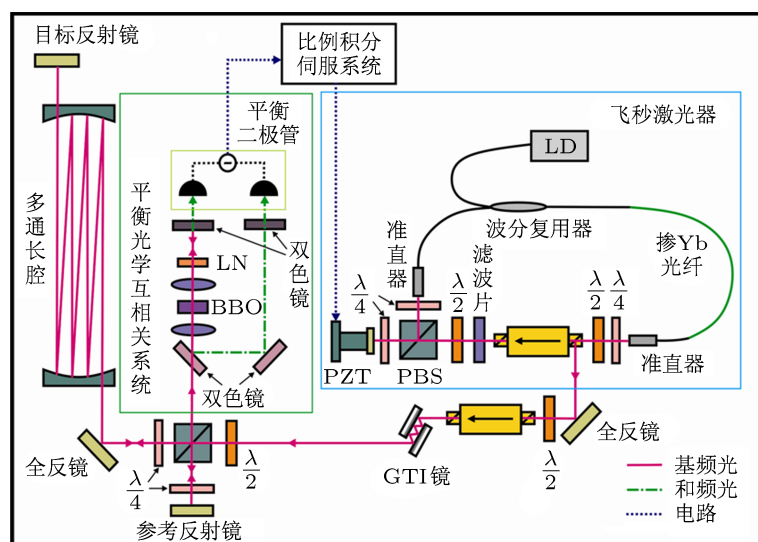 目标反射镜
比例积分
伺服系统
飞秒激光器
平衡
二极管
LD
多通长腔
平衡光学互相关系统
双色镜
LN
BBO
双色镜
波分复用器
掺Yb
光纤
准直器
λ/4
λ/4
λ/2
滤波片
λ/2
λ/4
准直器
PZT
PBS
全反镜
λ/2
GTI镜
全反镜
λ/4
λ/2
参考反射镜
基频光
和频光
电路